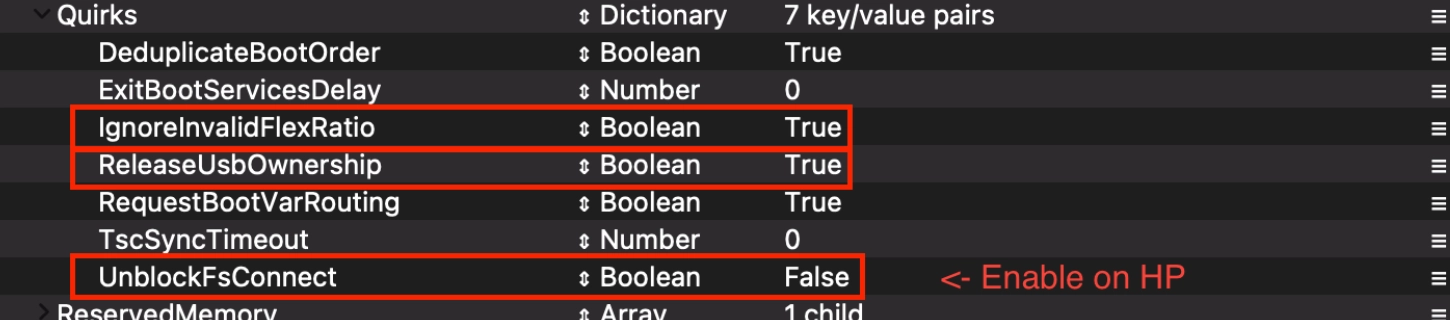 Quirks Dictionary 7 key/value pairs
DeduplicateBootOrder Boolean True
ExitBootServicesDelay Number 0
IgnoreInvalidFlexRatio Boolean True
ReleaseUsbOwnership Boolean True
RequestBootVarRouting Boolean True
TscSyncTimeout Number 0
UnblockFsConnect Boolean False <- Enable on HP
ReservedMemory Array 1 child